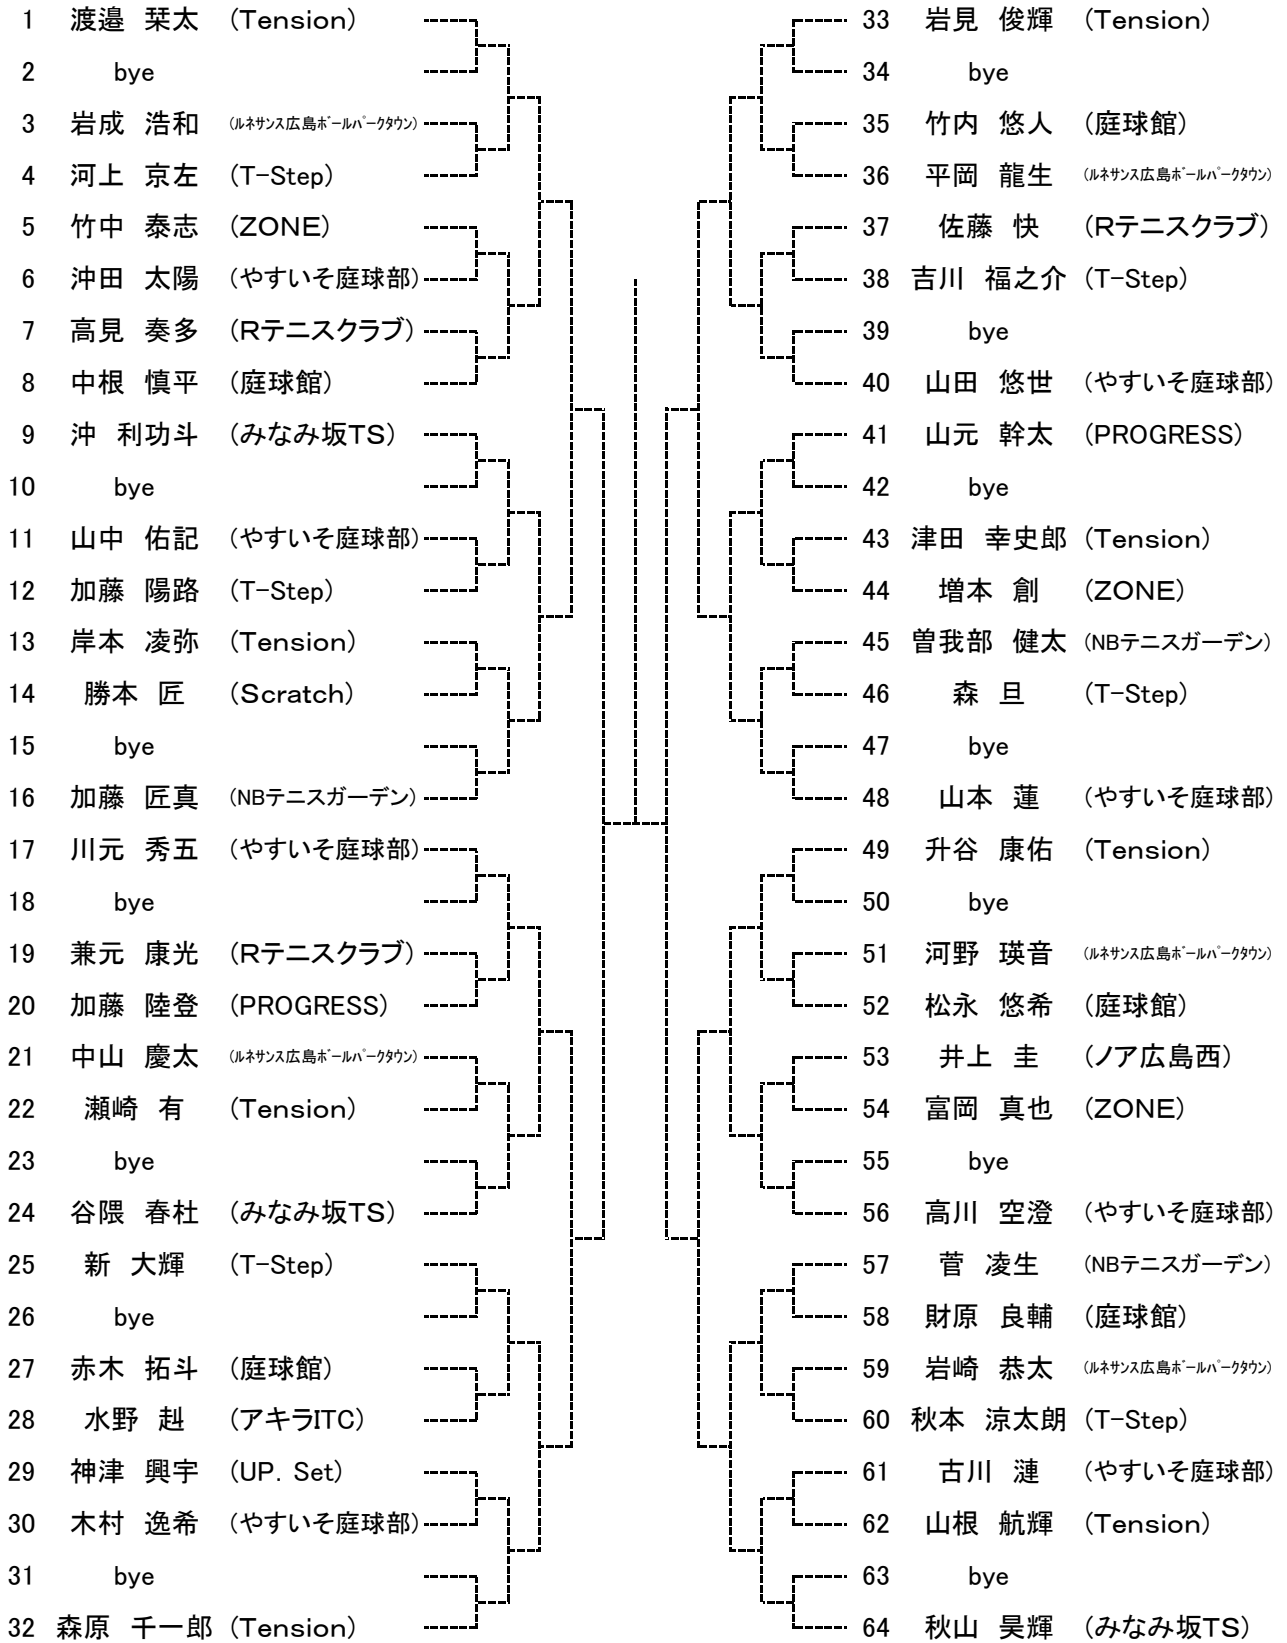 1 渡邉 栞太 (Tension)
2 bye
3 岩成 浩和 (ルネサンス広島ボールパークタウン)
4 河上 京左 (T-Step)
5 竹中 泰志 (ZONE)
6 沖田 太陽 (やすいそ庭球部)
7 高見 奏多 (Rテニスクラブ)
8 中根 慎平 (庭球館)
9 沖 利功斗 (みなみ坂TS)
10 bye
11 山中 佑記 (やすいそ庭球部)
12 加藤 陽路 (T-Step)
13 岸本 凌弥 (Tension)
14 勝本 匠 (Scratch)
15 bye
16 加藤 匠真 (NBテニスガーデン)
17 川元 秀五 (やすいそ庭球部)
18 bye
19 兼元 康光 (Rテニスクラブ)
20 加藤 陸登 (PROGRESS)
21 中山 慶太 (ルネサンス広島ボールパークタウン)
22 瀬崎 有 (Tension)
23 bye
24 谷隈 春杜 (みなみ坂TS)
25 新 大輝 (T-Step)
26 bye
27 赤木 拓斗 (庭球館)
28 水野 赳 (アキラITC)
29 神津 興宇 (UP. Set)
30 木村 逸希 (やすいそ庭球部)
31 bye
32 森原 千一郎 (Tension)
33 岩見 俊輝 (Tension)
34 bye
35 竹内 悠人 (庭球館)
36 平岡 龍生 (ルネサンス広島ボールパークタウン)
37 佐藤 快 (Rテニスクラブ)
38 吉川 福之介 (T-Step)
39 bye
40 山田 悠世 (やすいそ庭球部)
41 山元 幹太 (PROGRESS)
42 bye
43 津田 幸史郎 (Tension)
44 増本 創 (ZONE)
45 曽我部 健太 (NBテニスガーデン)
46 森 旦 (T-Step)
47 bye
48 山本 蓮 (やすいそ庭球部)
49 升谷 康佑 (Tension)
50 bye
51 河野 瑛音 (ルネサンス広島ボールパークタウン)
52 松永 悠希 (庭球館)
53 井上 圭 (ノア広島西)
54 富岡 真也 (ZONE)
55 bye
56 高川 空澄 (やすいそ庭球部)
57 菅 凌生 (NBテニスガーデン)
58 財原 良輔 (庭球館)
59 岩崎 恭太 (ルネサンス広島ボールパークタウン)
60 秋本 涼太朗 (T-Step)
61 古川 漣 (やすいそ庭球部)
62 山根 航輝 (Tension)
63 bye
64 秋山 昊輝 (みなみ坂TS)